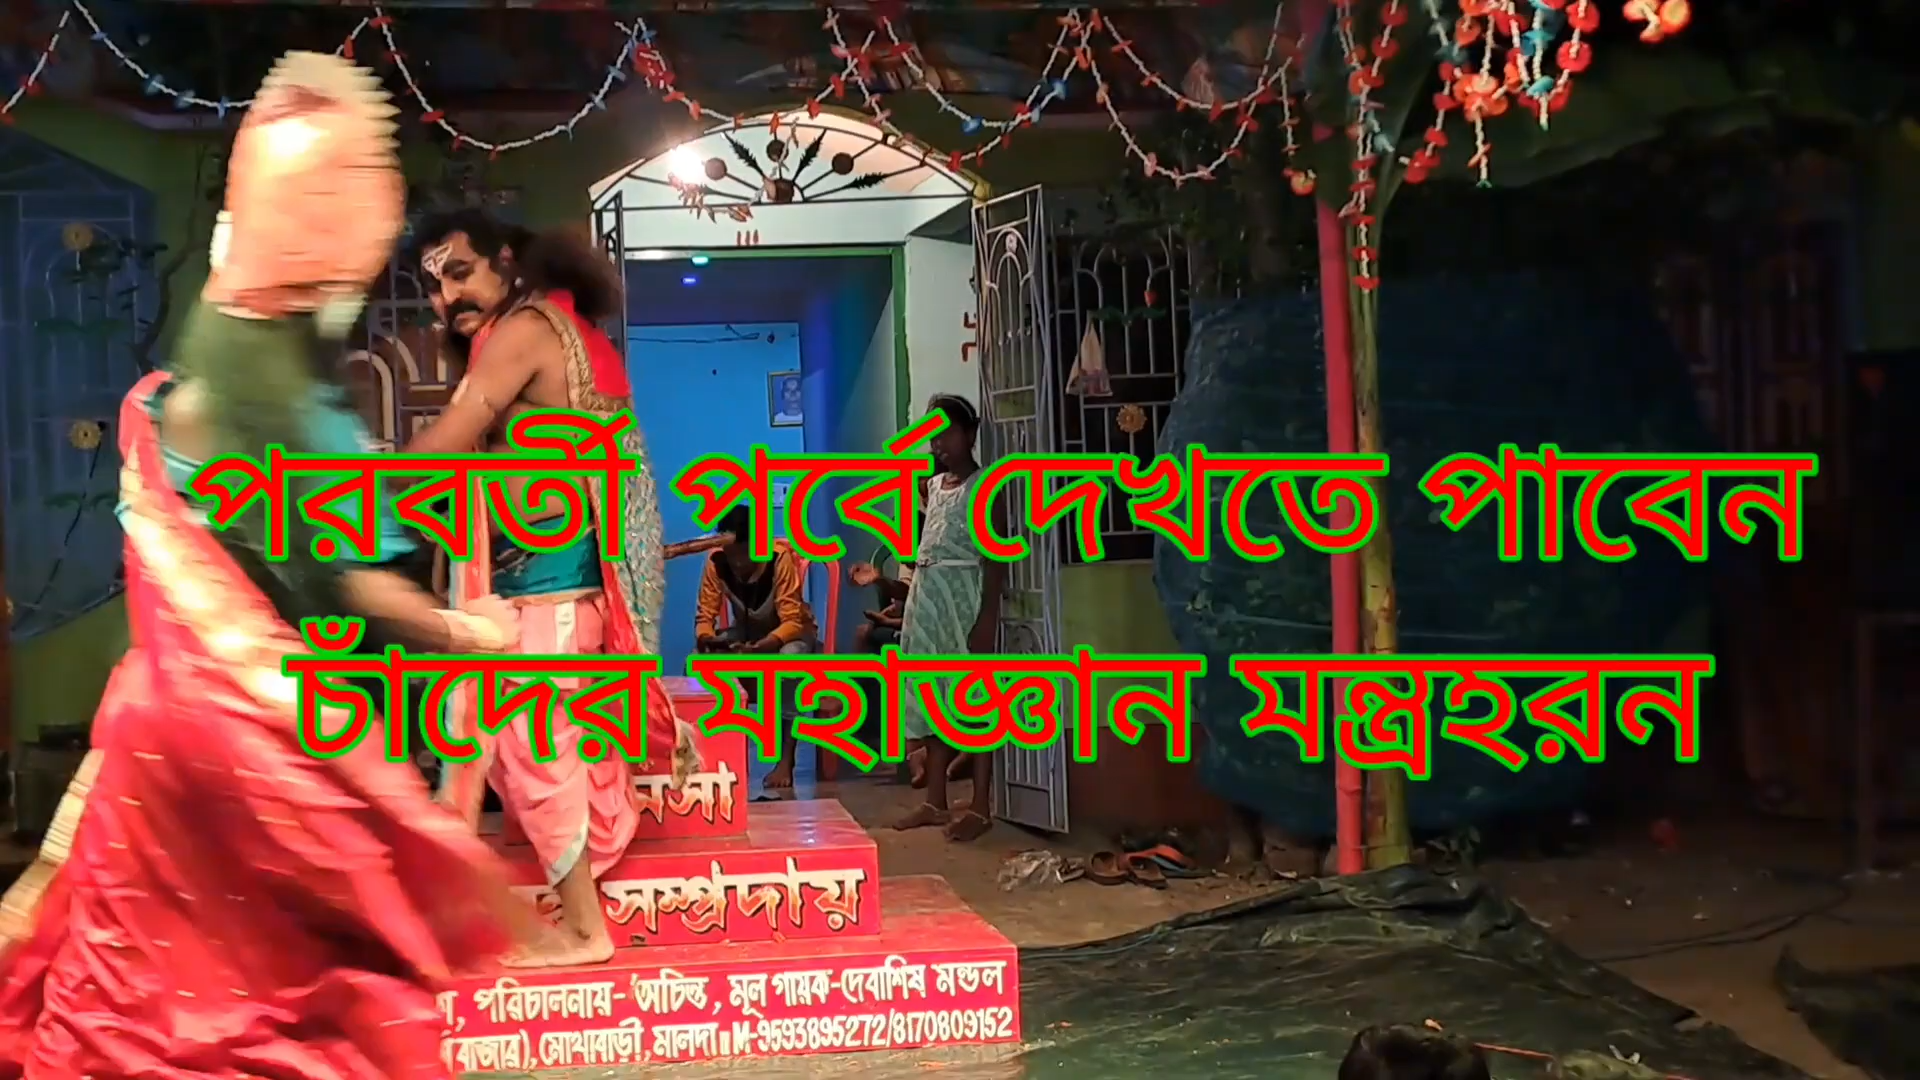 পরবর্তী পর্বে দেখতে পাবেন
চাঁদের মহাজ্ঞান মন্ত্রহরন
সম্প্রদায়
পরিচালনায়-অচিন্ত, মূল গায়ক-দেবাশিষ মন্ডল
মোথাবাড়ী, মালদা॥ M-9593895272/8170809152